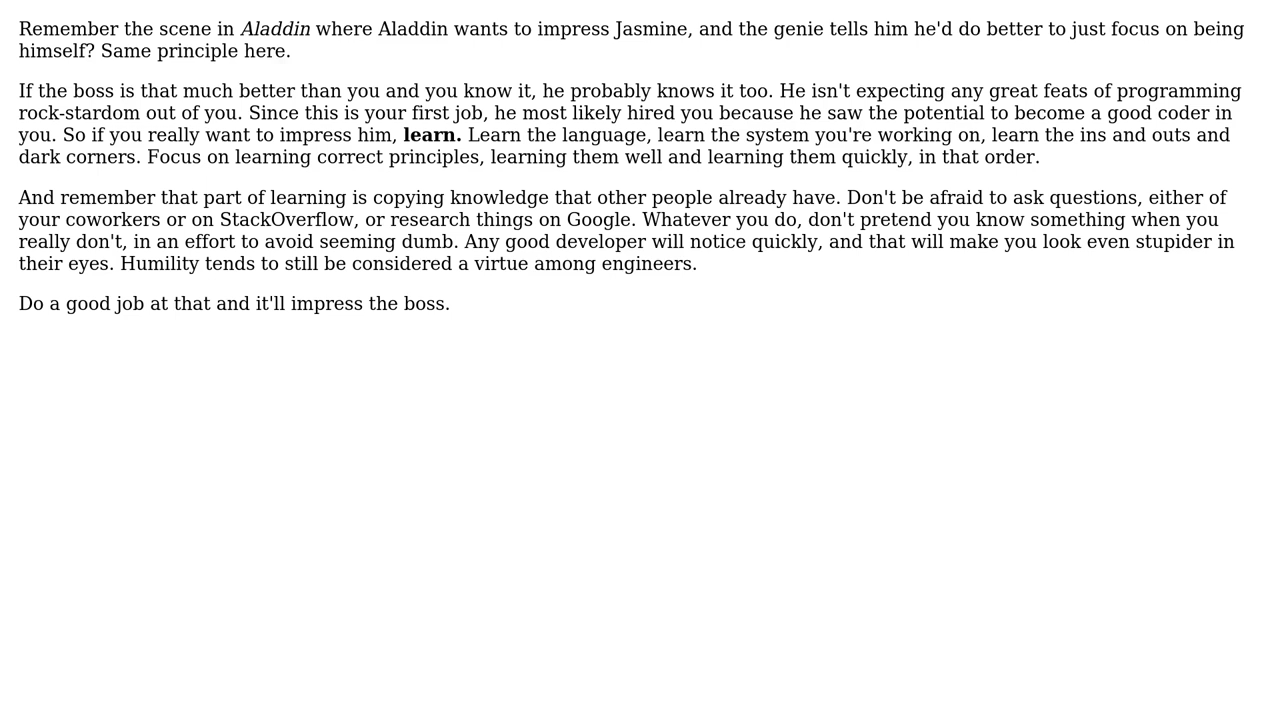 Remember the scene in Aladdin where Aladdin wants to impress Jasmine, and the genie tells him he'd do better to just focus on being
himself? Same principle here.
If the boss is that much better than you and you know it, he probably knows it too. He isn't expecting any great feats of programming
rock-stardom out of you. Since this is your first job, he most likely hired you because he saw the potential to become a good coder in
you. So if you really want to impress him, learn. Learn the language, learn the system you're working on, learn the ins and outs and
dark corners. Focus on learning correct principles, learning them well and learning them quickly, in that order.
And remember that part of learning is copying knowledge that other people already have. Don't be afraid to ask questions, either of
your coworkers or on StackOverflow, or research things on Google. Whatever you do, don't pretend you know something when you
really don't, in an effort to avoid seeming dumb. Any good developer will notice quickly, and that will make you look even stupider in
their eyes. Humility tends to still be considered a virtue among engineers.
Do a good job at that and it'll impress the boss.